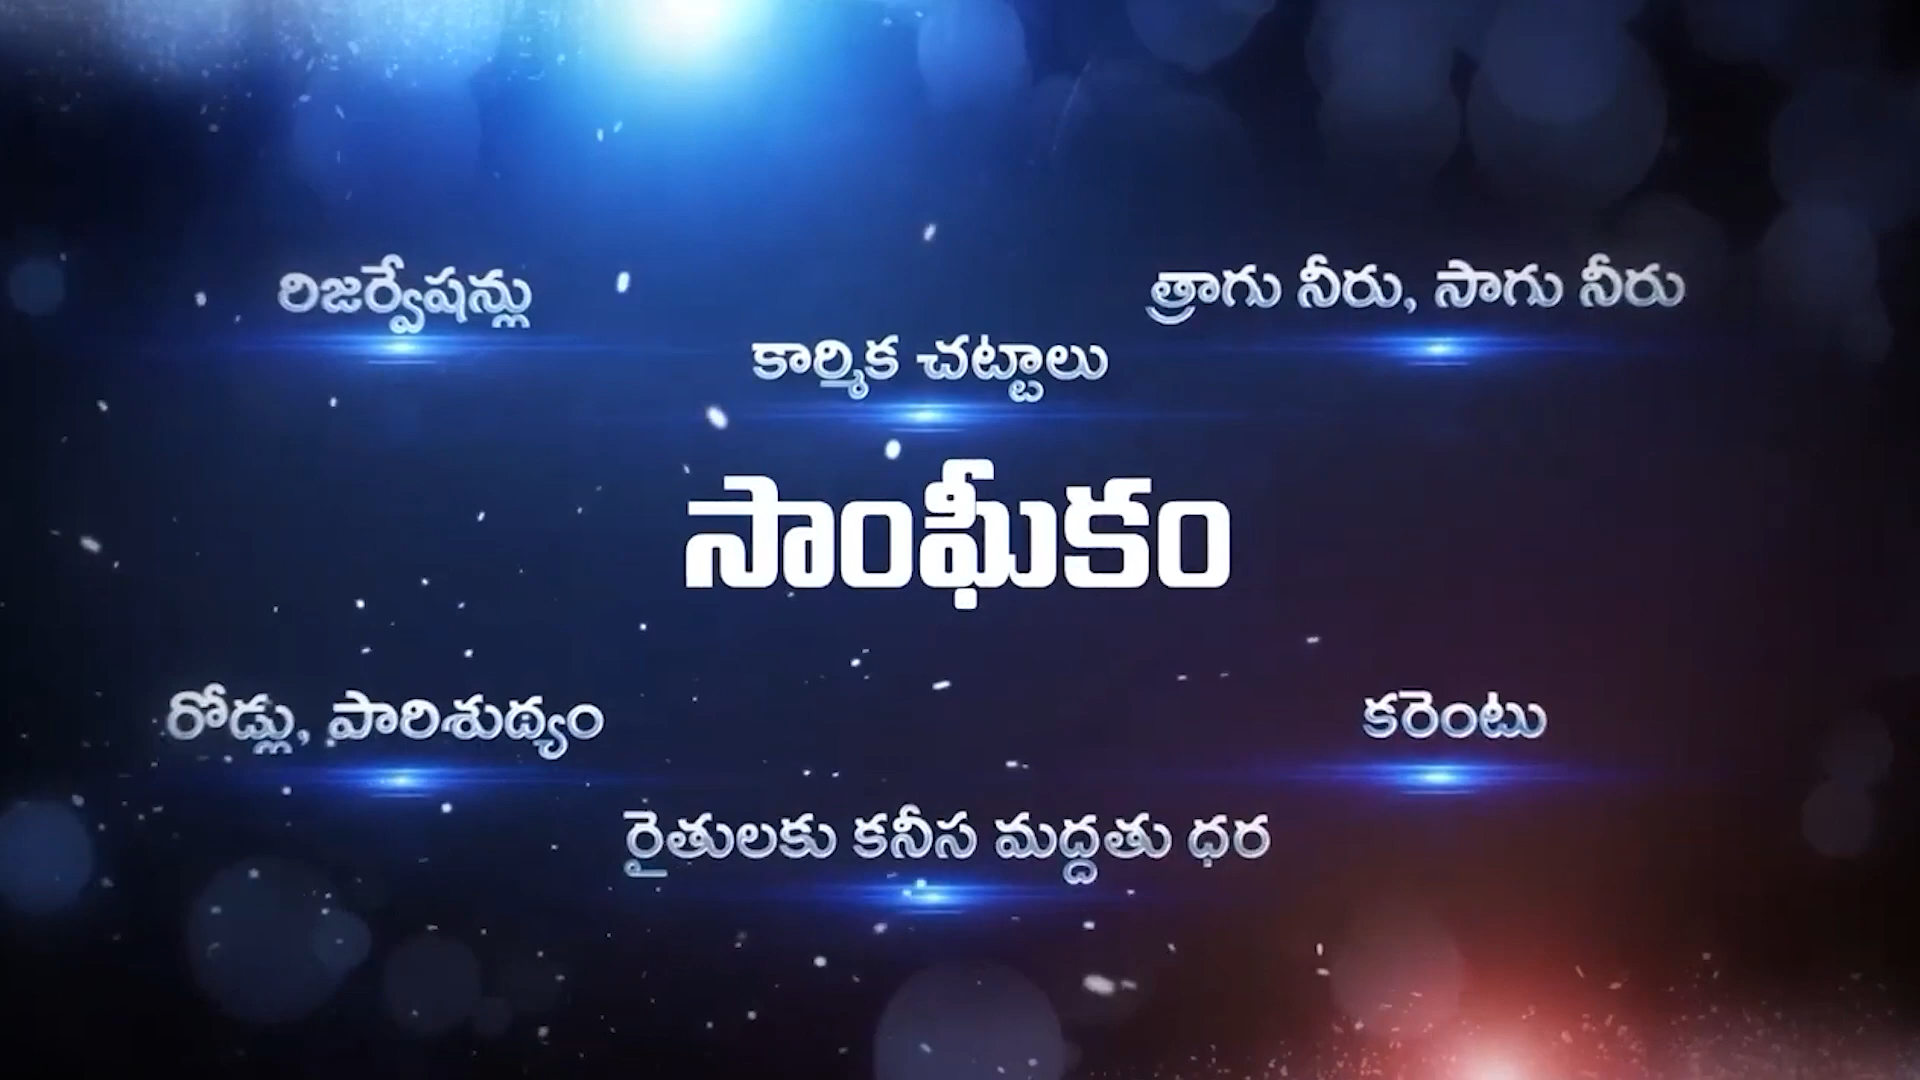 రిజర్వేషన్లు
త్రాగు నీరు, సాగు నీరు
కార్మిక చట్టాలు
సాంఘీకం
రోడ్లు, పారిశుద్యం
కరెంటు
రైతులకు కనీస మద్దతు ధర